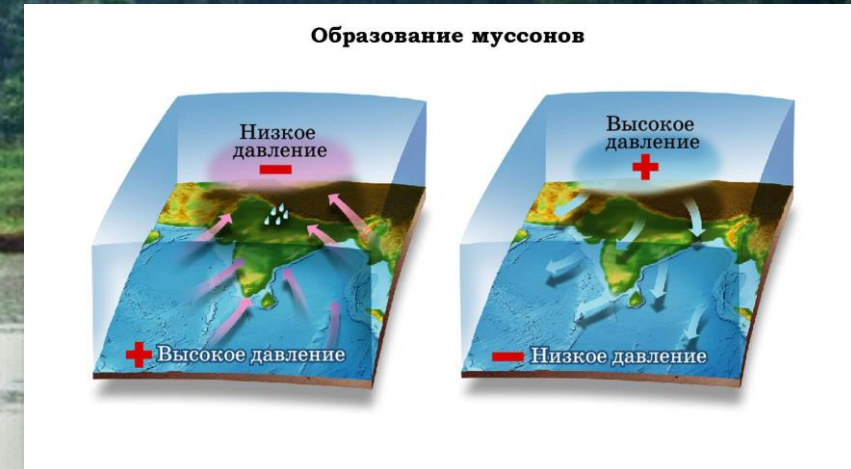 Образование муссонов
Низкое
давление
Высокое давление
Высокое
давление
Низкое давление